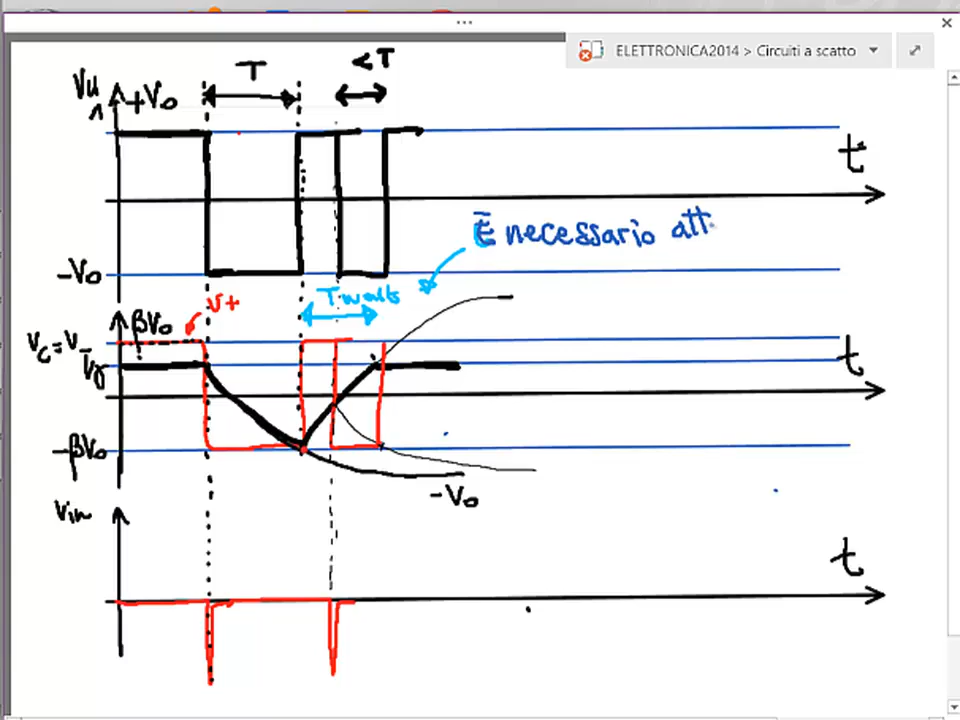 ELETTRONICA2014 > Circuiti a scatto
T
<T
Vu
+Vo
t
-Vo
È necessario att
Twait
V+
βVo
Vc=V-
Vγ
t
-βVo
-Vo
Vin
t